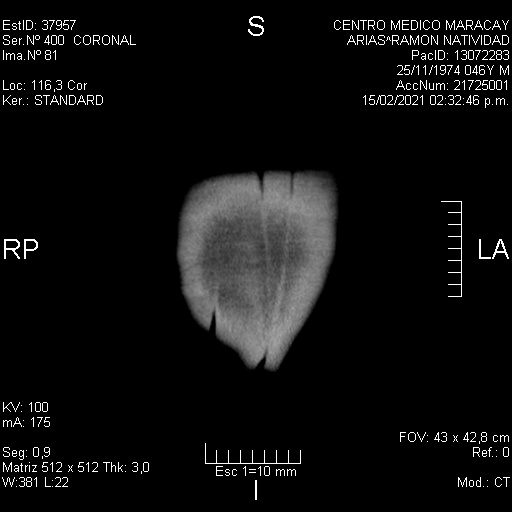 EstID: 37957
Ser.Nº 400 CORONAL
Ima.Nº 81
Loc: 116,3 Cor
Ker.: STANDARD
S
CENTRO MEDICO MARACAY
ARIAS^RAMON NATIVIDAD
PacID: 13072283
25/11/1974 046Y M
AccNum: 21725001
15/02/2021 02:32:46 p.m.
RP
LA
KV: 100
mA: 175
Seg: 0,9
Matriz 512 x 512 Thk: 3,0
W:381 L:22
Esc 1=10 mm
I
FOV: 43 x 42,8 cm
Ref.: 0
Mod.: CT